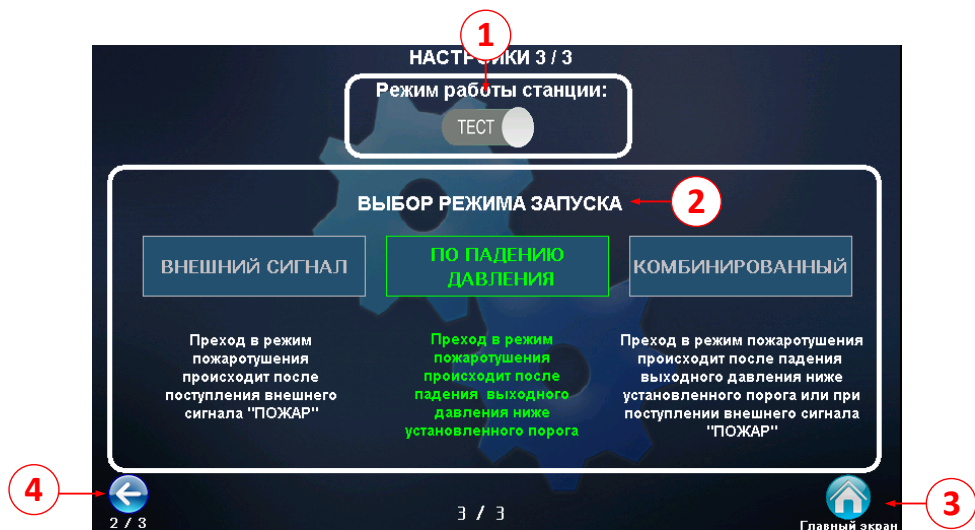 1
НАСТРОЙКИ 3 / 3
Режим работы станции:
ТЕСТ
ВЫБОР РЕЖИМА ЗАПУСКА
2
ВНЕШНИЙ СИГНАЛ
ПО ПАДЕНИЮ
ДАВЛЕНИЯ
КОМБИНИРОВАННЫЙ
Преход в режим
пожаротушения
происходит после
поступления внешнего
сигнала "ПОЖАР"
Преход в режим
пожаротушения
происходит после
падения выходного
давления ниже
установленного порога
Преход в режим пожаротушения
происходит после падения
выходного давления ниже
установленного порога или при
поступлении внешнего сигнала
"ПОЖАР"
4
2 / 3
3 / 3
3
Главный экран